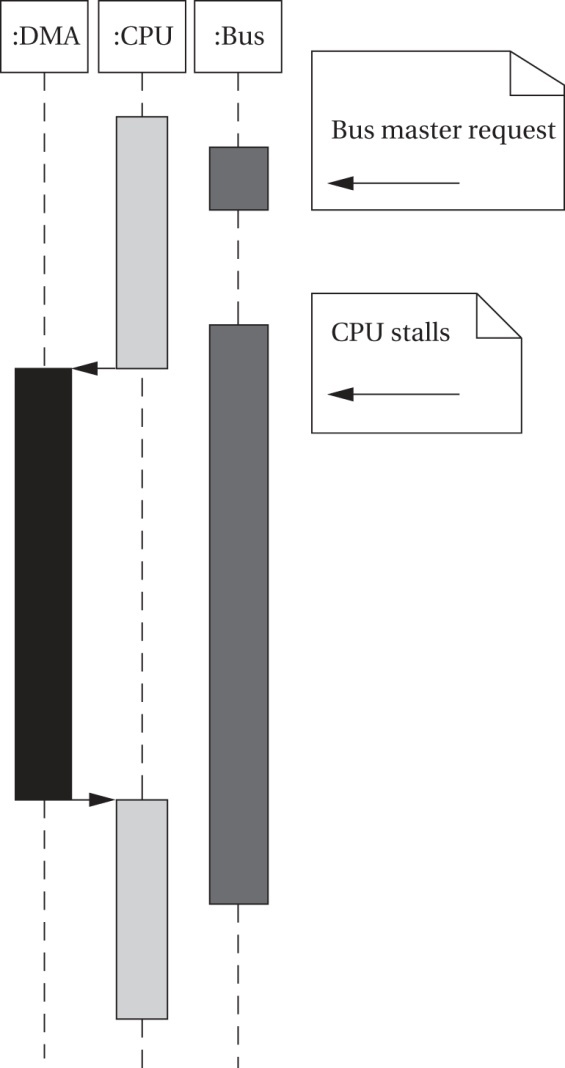 :DMA
:CPU
:Bus
Bus master request
CPU stalls